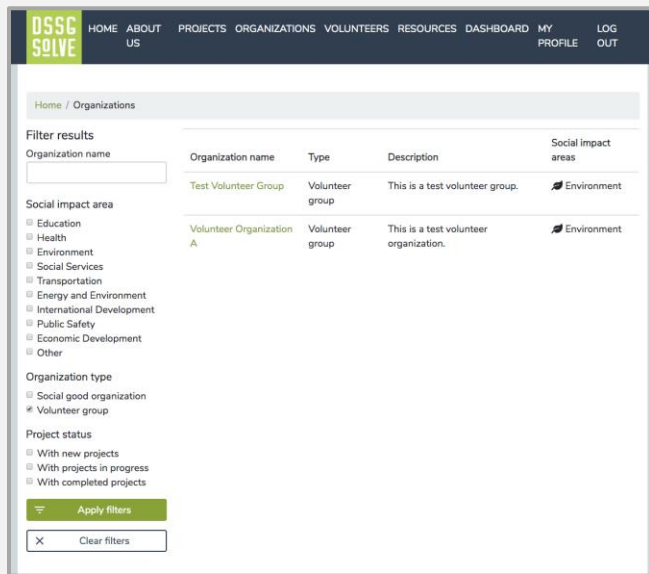 DSSG
SOLVE
HOME ABOUT US PROJECTS ORGANIZATIONS VOLUNTEERS RESOURCES DASHBOARD MY PROFILE LOG OUT
Home / Organizations
Filter results
Organization name
Social impact area
Education
Health
Environment
Social Services
Transportation
Energy and Environment
International Development
Public Safety
Economic Development
Other
Organization type
Social good organization
Volunteer group
Project status
With new projects
With projects in progress
With completed projects
Apply filters
Clear filters
Organization name Type Description Social impact areas
Test Volunteer Group Volunteer group This is a test volunteer group. Environment
Volunteer Organization A Volunteer group This is a test volunteer organization. Environment